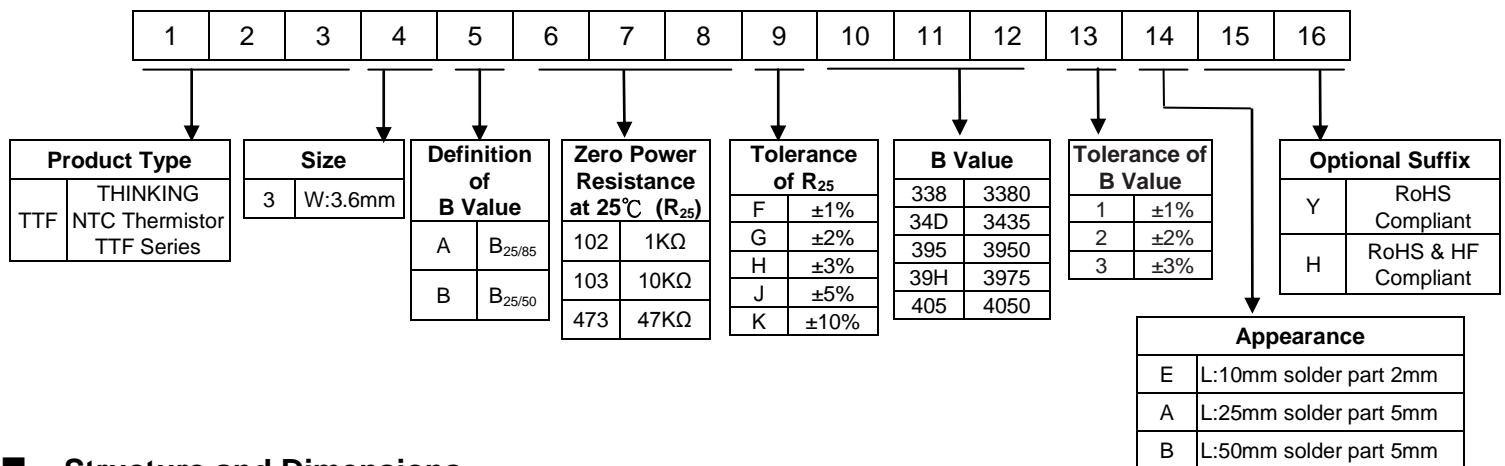 1 2 3 4 5 6 7 8 9 10 11 12 13 14 15 16
Product Type
TTF THINKING
NTC Thermistor
TTF Series
Size
3 W:3.6mm
Definition
of
B Value
A B25/85
B B25/50
Zero Power
Resistance
at 25℃ (R25)
102 1KΩ
103 10KΩ
473 47KΩ
Tolerance
of R25
F ±1%
G ±2%
H ±3%
J ±5%
K ±10%
B Value
338 3380
34D 3435
395 3950
39H 3975
405 4050
Tolerance of
B Value
1 ±1%
2 ±2%
3 ±3%
Optional Suffix
Y RoHS
Compliant
H RoHS & HF
Compliant
Appearance
E L:10mm solder part 2mm
A L:25mm solder part 5mm
B L:50mm solder part 5mm
Structure and Dimensions